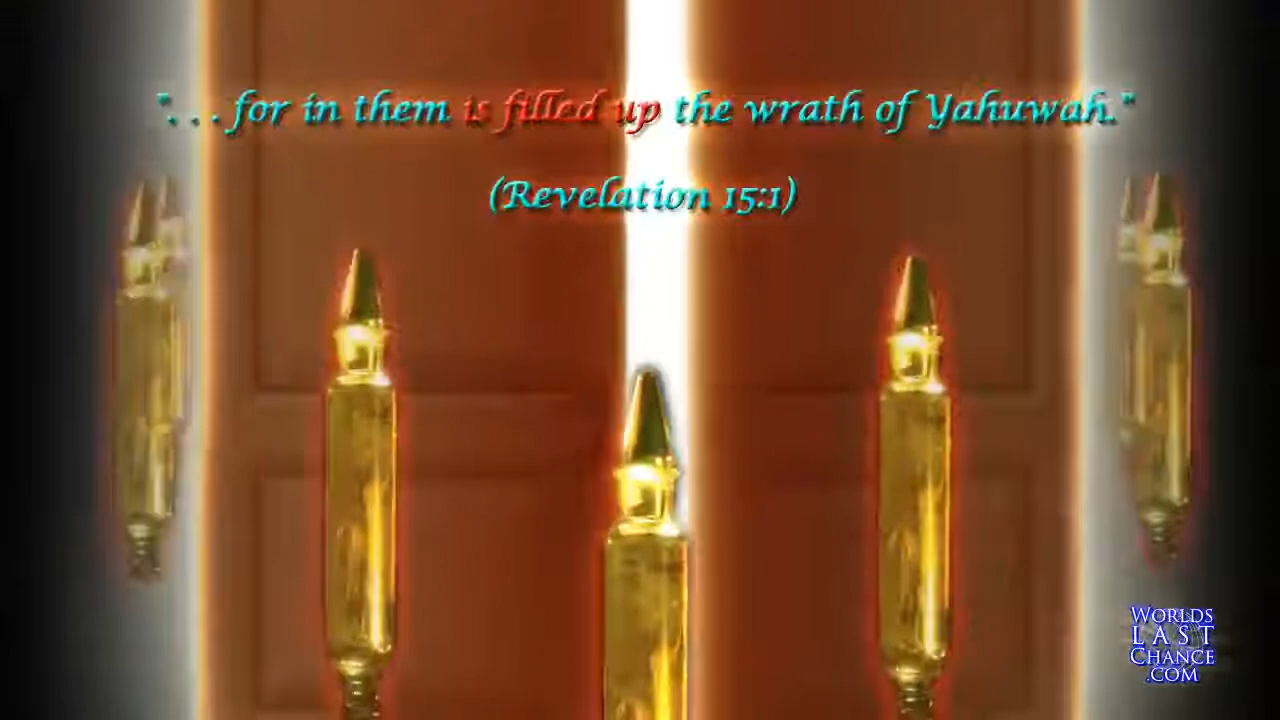 ". . . for in them is filled up the wrath of Yahuwah."
(Revelation 15:1)
WORLDS
LAST
CHANCE
.COM